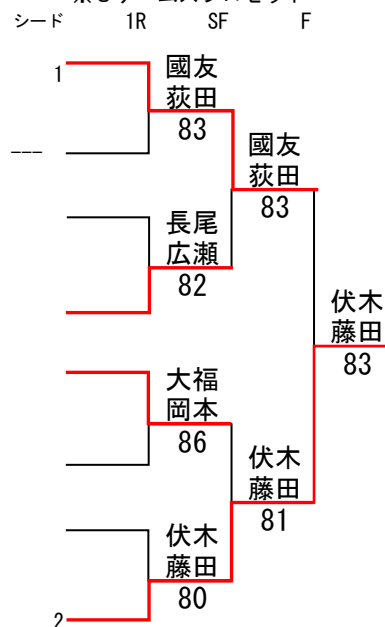 シード 1R SF F
1
國友
荻田
83
---
國友
荻田
83
長尾
広瀬
82
伏木
藤田
83
大福
岡本
86
伏木
藤田
81
伏木
藤田
80
2